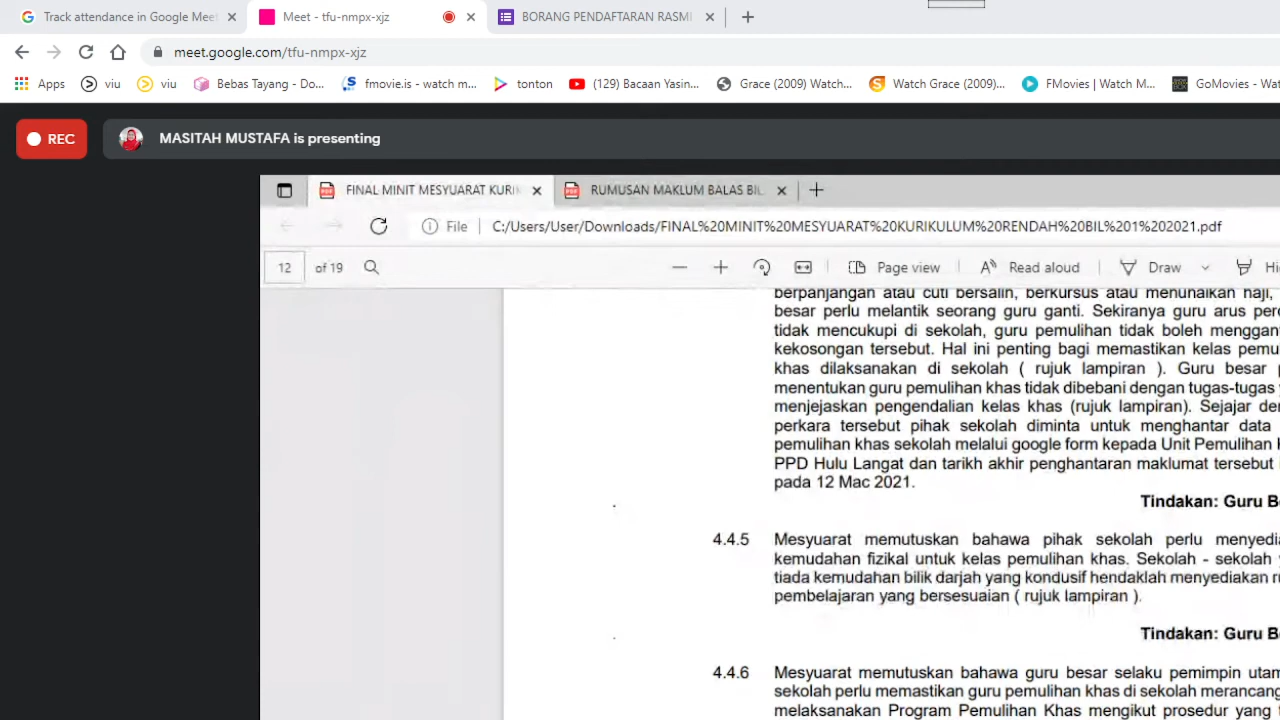 Track attendance in Google Meet
Meet - tfu-nmpx-xjz
BORANG PENDAFTARAN RASMI
meet.google.com/tfu-nmpx-xjz
Apps
viu
viu
Bebas Tayang - Do...
fmovie.is - watch m...
tonton
(129) Bacaan Yasin...
Grace (2009) Watch...
Watch Grace (2009)...
FMovies | Watch M...
GoMovies - Wat
REC
MASITAH MUSTAFA is presenting
FINAL MINIT MESYUARAT KURIK
RUMUSAN MAKLUM BALAS BIL
File
C:/Users/User/Downloads/FINAL%20MINIT%20MESYUARAT%20KURIKULUM%20RENDAH%20BIL%201%202021.pdf
12 of 19
Page view
Read aloud
Draw
Hi
berpanjangan atau cuti bersalin, berkursus atau menunaikan haji,
besar perlu melantik seorang guru ganti. Sekiranya guru arus per
tidak mencukupi di sekolah, guru pemulihan tidak boleh menggan
kekosongan tersebut. Hal ini penting bagi memastikan kelas pemu
khas dilaksanakan di sekolah ( rujuk lampiran ). Guru besar p
menentukan guru pemulihan khas tidak dibebani dengan tugas-tugas
menjejaskan pengendalian kelas khas (rujuk lampiran). Sejajar de
perkara tersebut pihak sekolah diminta untuk menghantar data
pemulihan khas sekolah melalui google form kepada Unit Pemulihan
PPD Hulu Langat dan tarikh akhir penghantaran maklumat tersebut
pada 12 Mac 2021.
Tindakan: Guru Be
4.4.5 Mesyuarat memutuskan bahawa pihak sekolah perlu menyedia
kemudahan fizikal untuk kelas pemulihan khas. Sekolah - sekolah
tiada kemudahan bilik darjah yang kondusif hendaklah menyediakan
pembelajaran yang bersesuaian ( rujuk lampiran ).
Tindakan: Guru Be
4.4.6 Mesyuarat memutuskan bahawa guru besar selaku pemimpin utam
sekolah perlu memastikan guru pemulihan khas di sekolah merancang
melaksanakan Program Pemulihan Khas mengikut prosedur yang